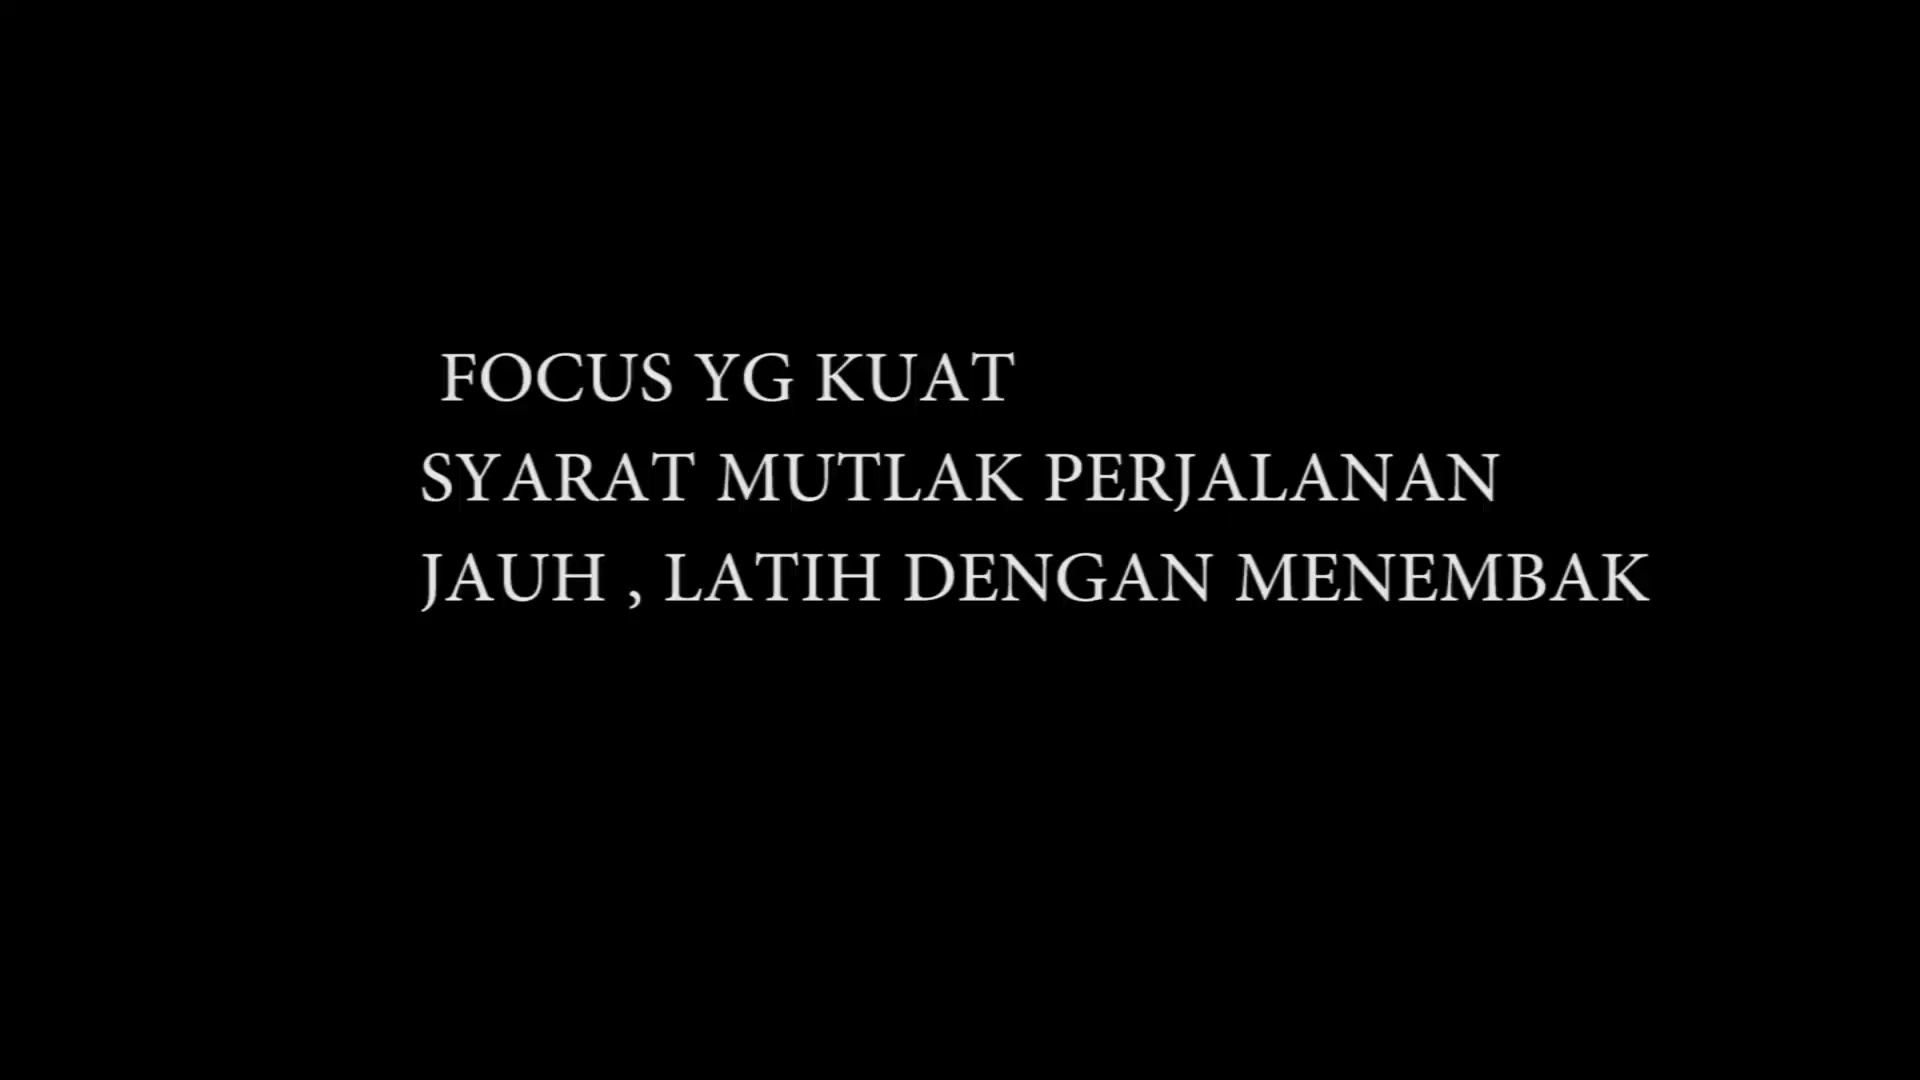 FOCUS YG KUAT
SYARAT MUTLAK PERJALANAN
JAUH , LATIH DENGAN MENEMBAK